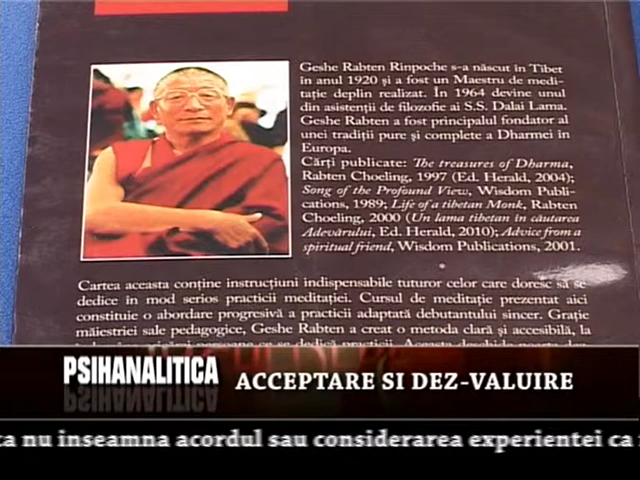 Geshe Rabten Rinpoche s-a născut în Tibet
în anul 1920 și a fost un Maestru de medi-
tație deplin realizat. În 1964 devine unul
din asistenții de filozofie ai S.S. Dalai Lama.
Geshe Rabten a fost principalul fondator al
unei tradiții pure și complete a Dharmei în
Europa.
Cărți publicate: The treasures of Dharma,
Rabten Choeling, 1997 (Ed. Herald, 2004);
Song of the Profound View, Wisdom Publi-
cations, 1989; Life of a tibetan Monk, Rabten
Choeling, 2000 (Un lama tibetan în căutarea
Adevărului, Ed. Herald, 2010); Advice from a
spiritual friend, Wisdom Publications, 2001.
Cartea aceasta conține instrucțiuni indispensabile tuturor celor care doresc să se
dedice în mod serios practicii meditației. Cursul de meditație prezentat aici
constituie o abordare progresivă a practicii adaptată debutantului sincer. Grație
măiestriei sale pedagogice, Geshe Rabten a creat o metoda clară și accesibilă, la
PSIHANALITICA
ACCEPTARE SI DEZ-VALUIRE
nu inseamna acordul sau considerarea experientei ca